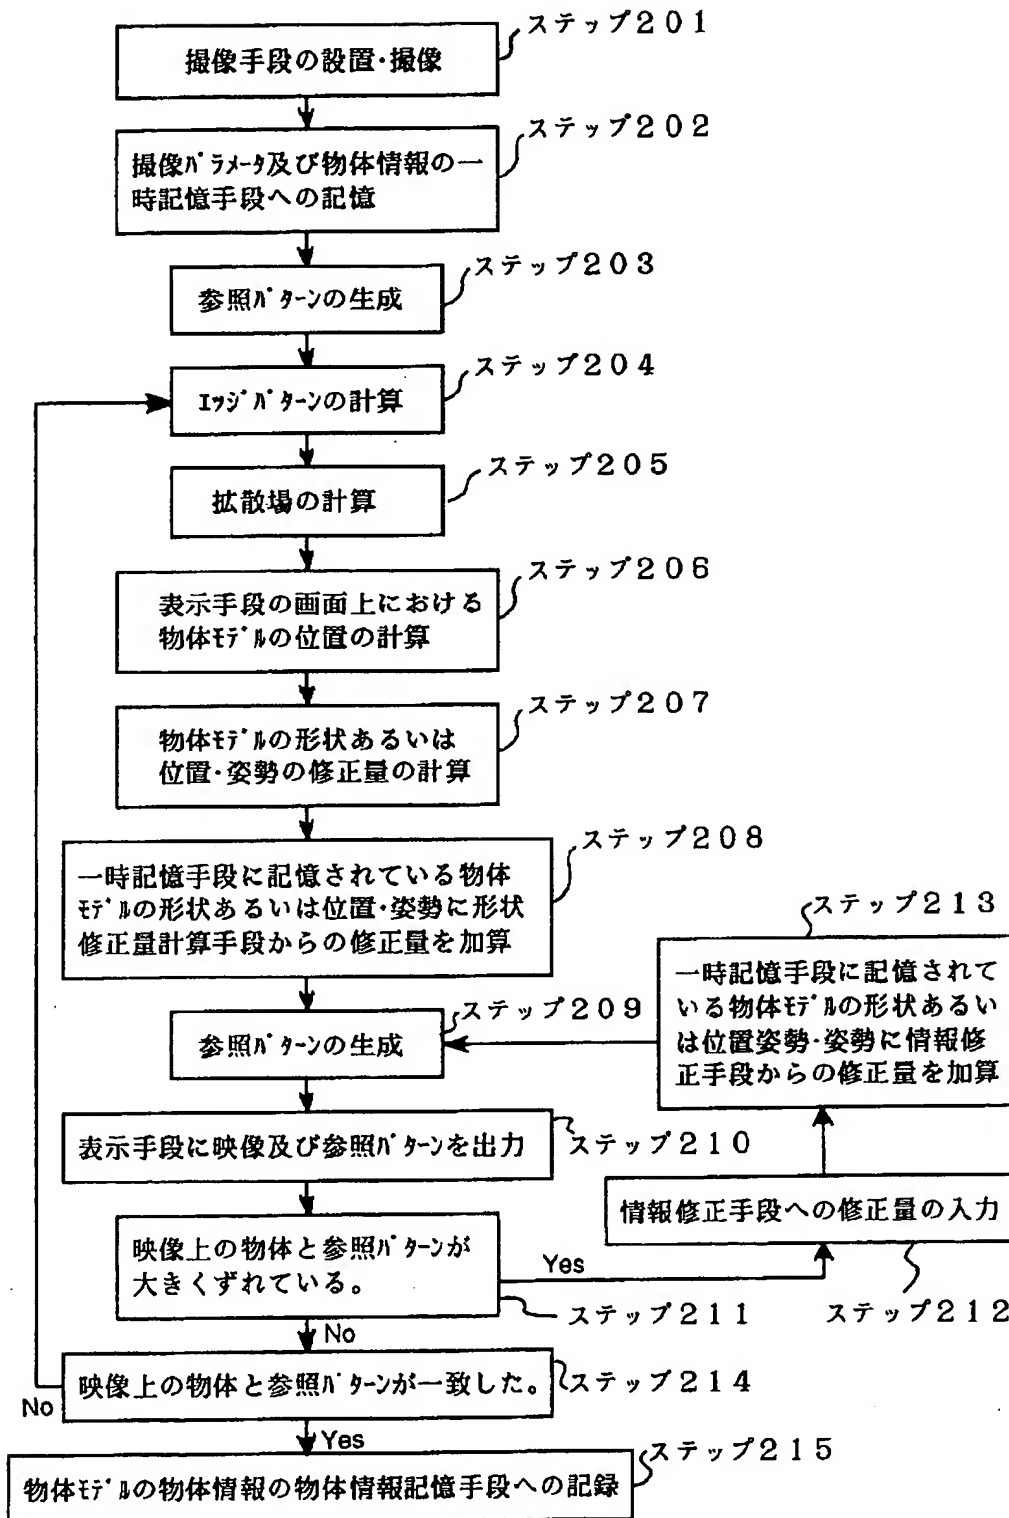 ステップ201
撮像手段の設置･撮像
ステップ202
撮像ﾊﾟﾗﾒｰﾀ及び物体情報の一
時記憶手段への記憶
ステップ203
参照ﾊﾟﾀｰﾝの生成
ステップ204
ｴｯｼﾞﾊﾟﾀｰﾝの計算
ステップ205
拡散場の計算
ステップ206
表示手段の画面上における
物体ﾓﾃﾞﾙの位置の計算
ステップ207
物体ﾓﾃﾞﾙの形状あるいは
位置･姿勢の修正量の計算
ステップ208
一時記憶手段に記憶されている物体
ﾓﾃﾞﾙの形状あるいは位置･姿勢に形状
修正量計算手段からの修正量を加算
ステップ213
一時記憶手段に記憶されて
いる物体ﾓﾃﾞﾙの形状あるい
は位置姿勢･姿勢に情報修
正手段からの修正量を加算
ステップ209
参照ﾊﾟﾀｰﾝの生成
表示手段に映像及び参照ﾊﾟﾀｰﾝを出力
ステップ210
情報修正手段への修正量の入力
ステップ212
映像上の物体と参照ﾊﾟﾀｰﾝが
大きくずれている。
Yes
ステップ211
No
映像上の物体と参照ﾊﾟﾀｰﾝが一致した。
ステップ214
No
Yes
ステップ215
物体ﾓﾃﾞﾙの物体情報の物体情報記憶手段への記録